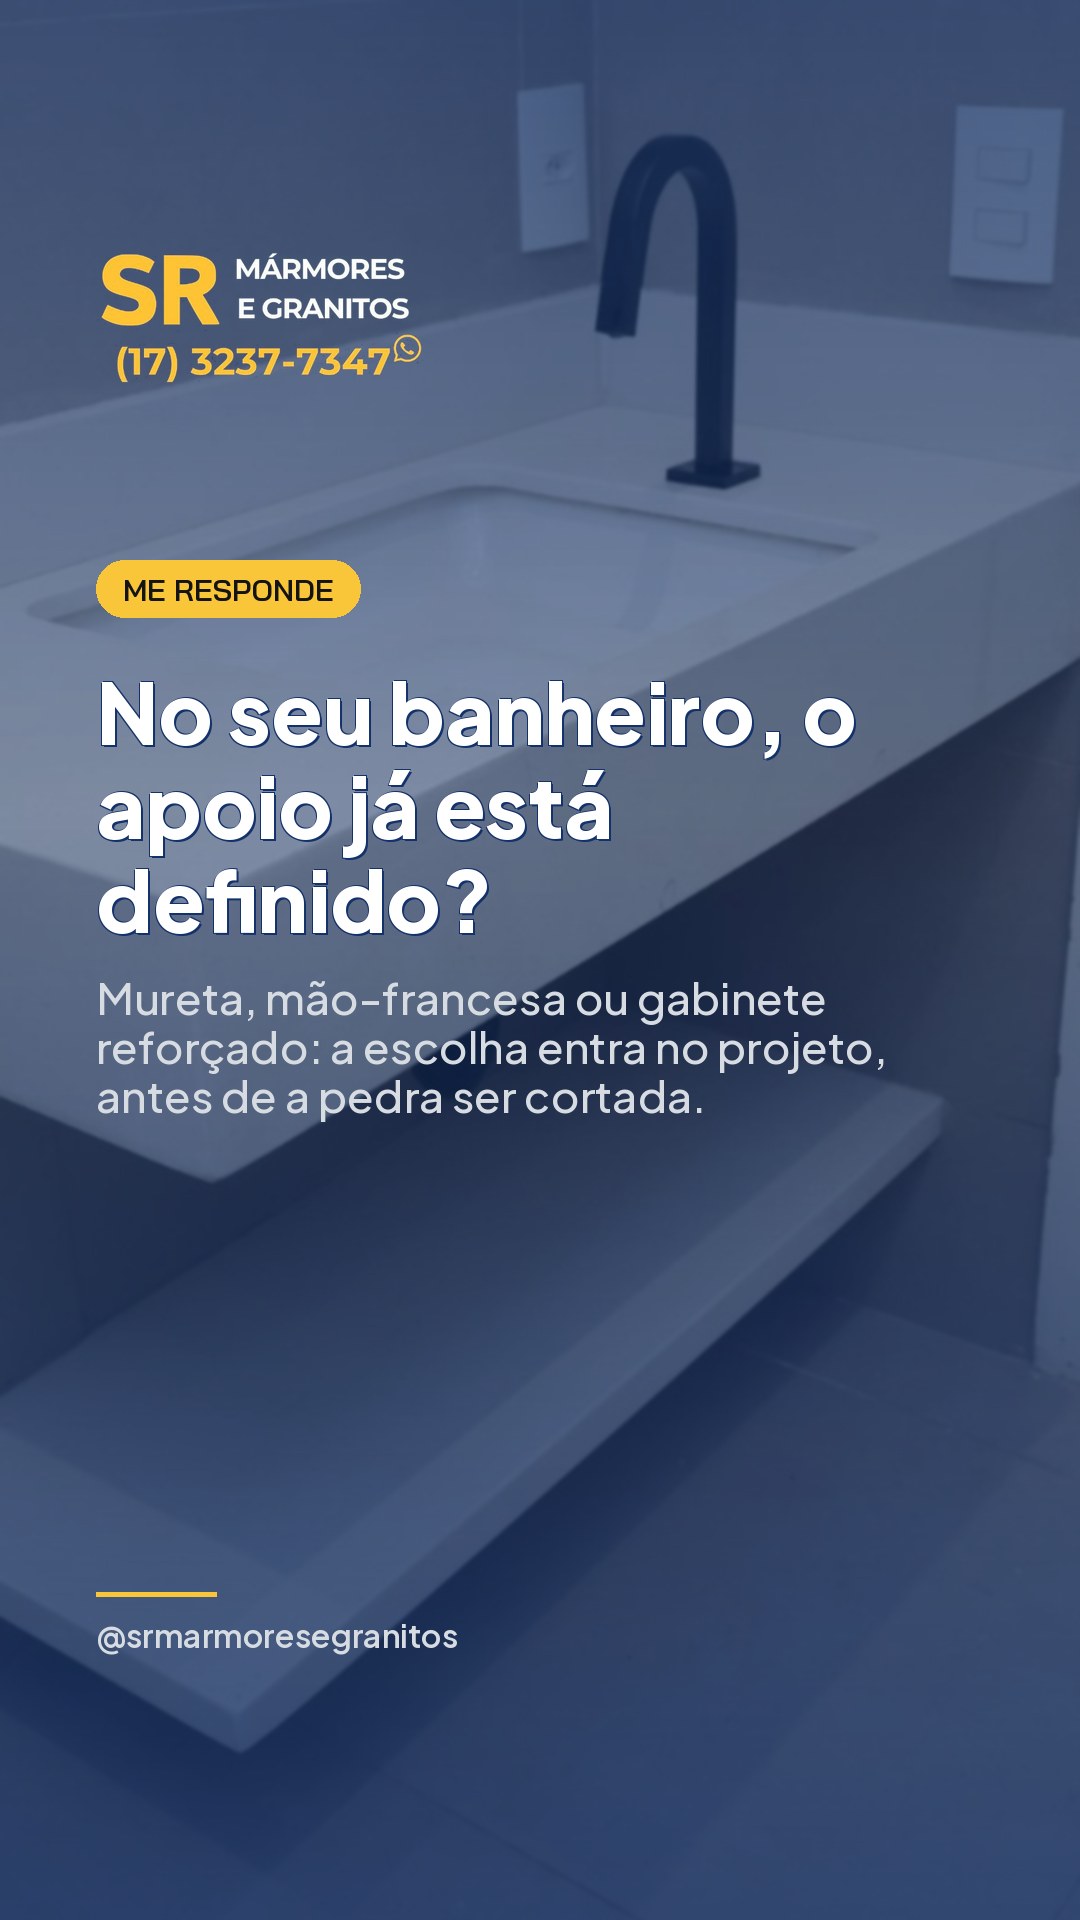 SR MÁRMORES
E GRANITOS
(17) 3237-7347
ME RESPONDE
No seu banheiro, o
apoio já está
definido?
Mureta, mão-francesa ou gabinete
reforçado: a escolha entra no projeto,
antes de a pedra ser cortada.
@srmarmoresegranitos